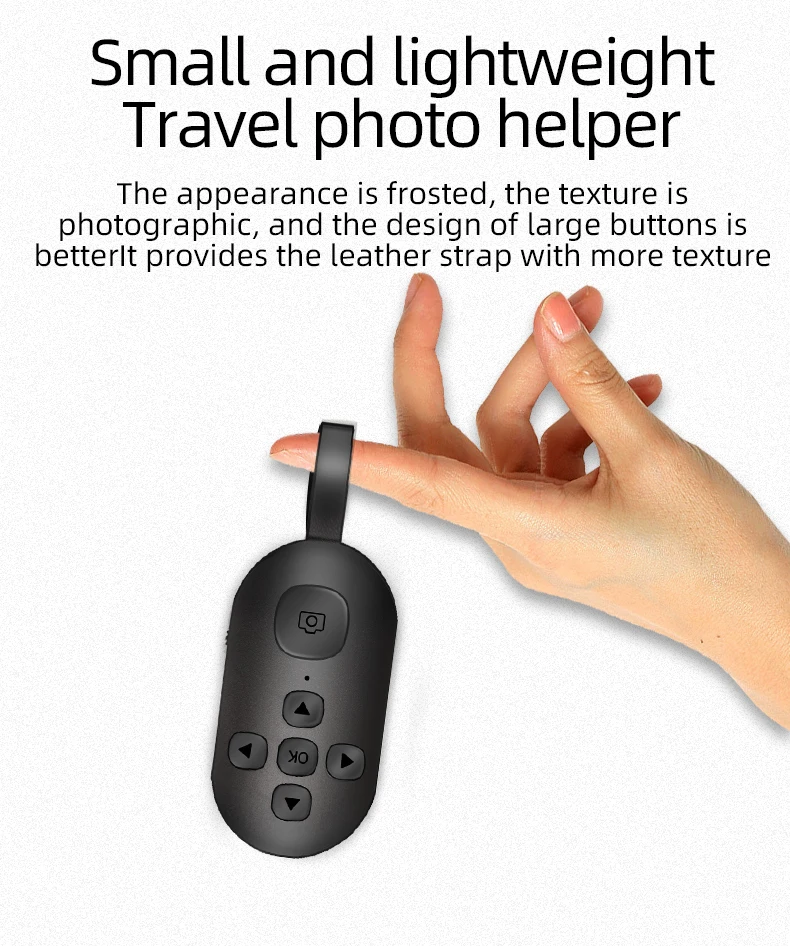 Small and lightweight
Travel photo helper
The appearance is frosted, the texture is
photographic, and the design of large buttons is
betterIt provides the leather strap with more texture
OK